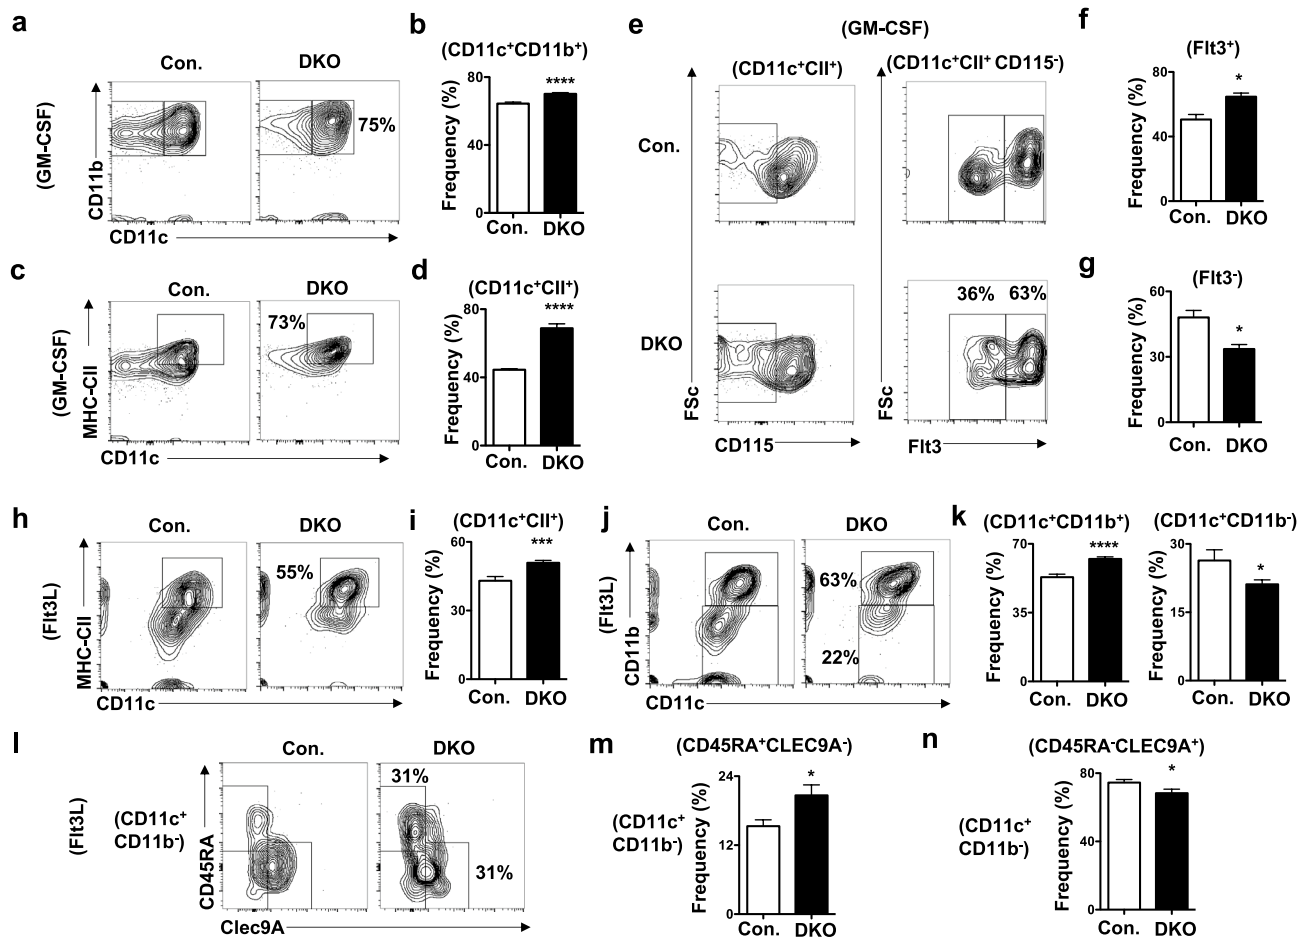 a
Con.
DKO
(GM-CSF)
CD11b
75%
CD11c
b
(CD11c⁺CD11b⁺)
Frequency (%)
80
40
0
****
Con.
DKO
c
Con.
DKO
(GM-CSF)
MHC-CII
73%
CD11c
d
(CD11c⁺CII⁺)
Frequency (%)
80
40
0
****
Con.
DKO
e
(GM-CSF)
(CD11c⁺CII⁺)
(CD11c⁺CII⁺ CD115⁻)
Con.
DKO
36%
63%
FSc
FSc
CD115
Flt3
f
(Flt3⁺)
Frequency (%)
80
40
0
*
Con.
DKO
g
(Flt3⁻)
Frequency (%)
60
30
0
*
Con.
DKO
h
Con.
DKO
(Flt3L)
MHC-CII
55%
CD11c
i
(CD11c⁺CII⁺)
Frequency (%)
60
30
0
***
Con.
DKO
j
Con.
DKO
(Flt3L)
CD11b
63%
22%
CD11c
k
(CD11c⁺CD11b⁺)
Frequency (%)
70
35
0
****
Con.
DKO
(CD11c⁺CD11b⁻)
Frequency (%)
30
15
0
*
Con.
DKO
l
Con.
DKO
(Flt3L)
(CD11c⁺
CD11b⁻)
CD45RA
31%
31%
Clec9A
m
(CD45RA⁺CLEC9A⁻)
(CD11c⁺
CD11b⁻)
Frequency (%)
24
12
0
*
Con.
DKO
n
(CD45RA⁻CLEC9A⁺)
(CD11c⁺
CD11b⁻)
Frequency (%)
80
40
0
*
Con.
DKO